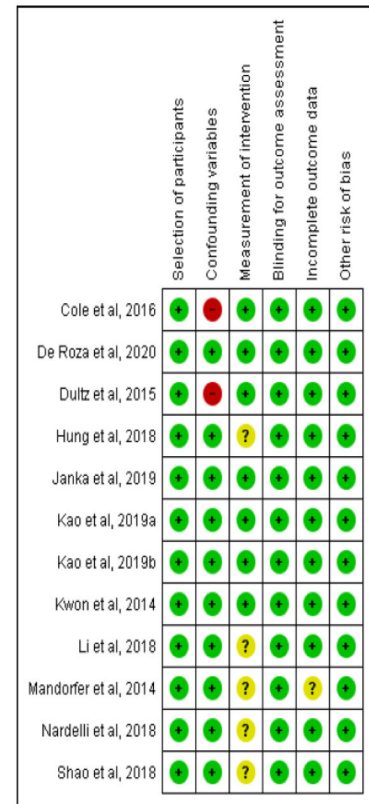 Selection of participants
Confounding variables
Measurement of intervention
Blinding for outcome assessment
Incomplete outcome data
Other risk of bias
Cole et al, 2016 + - + + + +
De Roza et al, 2020 + + + + + +
Dultz et al, 2015 + - + + + +
Hung et al, 2018 + + ? + + +
Janka et al, 2019 + + + + + +
Kao et al, 2019a + + + + + +
Kao et al, 2019b + + + + + +
Kwon et al, 2014 + + + + + +
Li et al, 2018 + + ? + + +
Mandorfer et al, 2014 + + ? + ? +
Nardelli et al, 2018 + + ? + + +
Shao et al, 2018 + + ? + + +